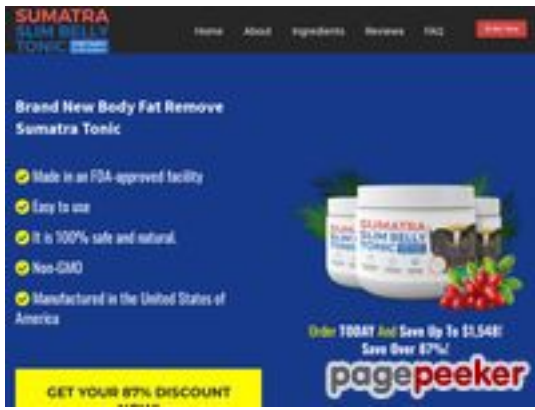 SUMATRA
SLIM BELLY
TONIC
Home About Ingredients Reviews FAQ
Brand New Body Fat Remove
Sumatra Tonic
Made in an FDA-approved facility
Easy to use
It is 100% safe and natural.
Non-GMO
Manufactured in the United States of
America
SUMATRA
SLIM BELLY
TONIC
Order TODAY And Save Up To $1,548!
Save Over 87%!
GET YOUR 87% DISCOUNT
NOW!
pagepeeker